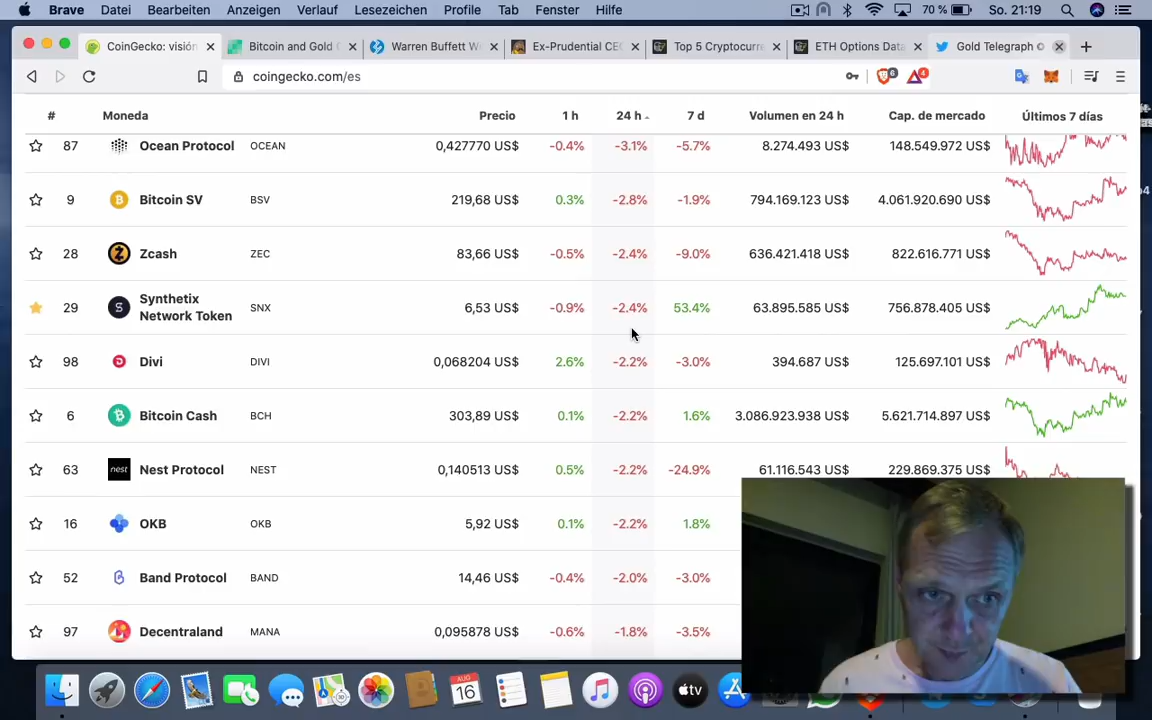 Brave Datei Bearbeiten Anzeigen Verlauf Lesezeichen Profile Tab Fenster Hilfe 70 % So. 21:19
CoinGecko: visión Bitcoin and Gold Warren Buffett W Ex-Prudential CE Top 5 Cryptocurre ETH Options Data Gold Telegraph
coingecko.com/es 6 4
# Moneda Precio 1 h 24 h 7 d Volumen en 24 h Cap. de mercado Últimos 7 días
87 Ocean Protocol OCEAN 0,427770 US$ -0.4% -3.1% -5.7% 8.274.493 US$ 148.549.972 US$
9 Bitcoin SV BSV 219,68 US$ 0.3% -2.8% -1.9% 794.169.123 US$ 4.061.920.690 US$
28 Zcash ZEC 83,66 US$ -0.5% -2.4% -9.0% 636.421.418 US$ 822.616.771 US$
29 Synthetix
Network Token SNX 6,53 US$ -0.9% -2.4% 53.4% 63.895.585 US$ 756.878.405 US$
98 Divi DIVI 0,068204 US$ 2.6% -2.2% -3.0% 394.687 US$ 125.697.101 US$
6 Bitcoin Cash BCH 303,89 US$ 0.1% -2.2% 1.6% 3.086.923.938 US$ 5.621.714.897 US$
63 nest Nest Protocol NEST 0,140513 US$ 0.5% -2.2% -24.9% 61.116.543 US$ 229.869.375 US$
16 OKB OKB 5,92 US$ 0.1% -2.2% 1.8%
52 Band Protocol BAND 14,46 US$ -0.4% -2.0% -3.0%
97 Decentraland MANA 0,095878 US$ -0.6% -1.8% -3.5%
AUG
16 tv